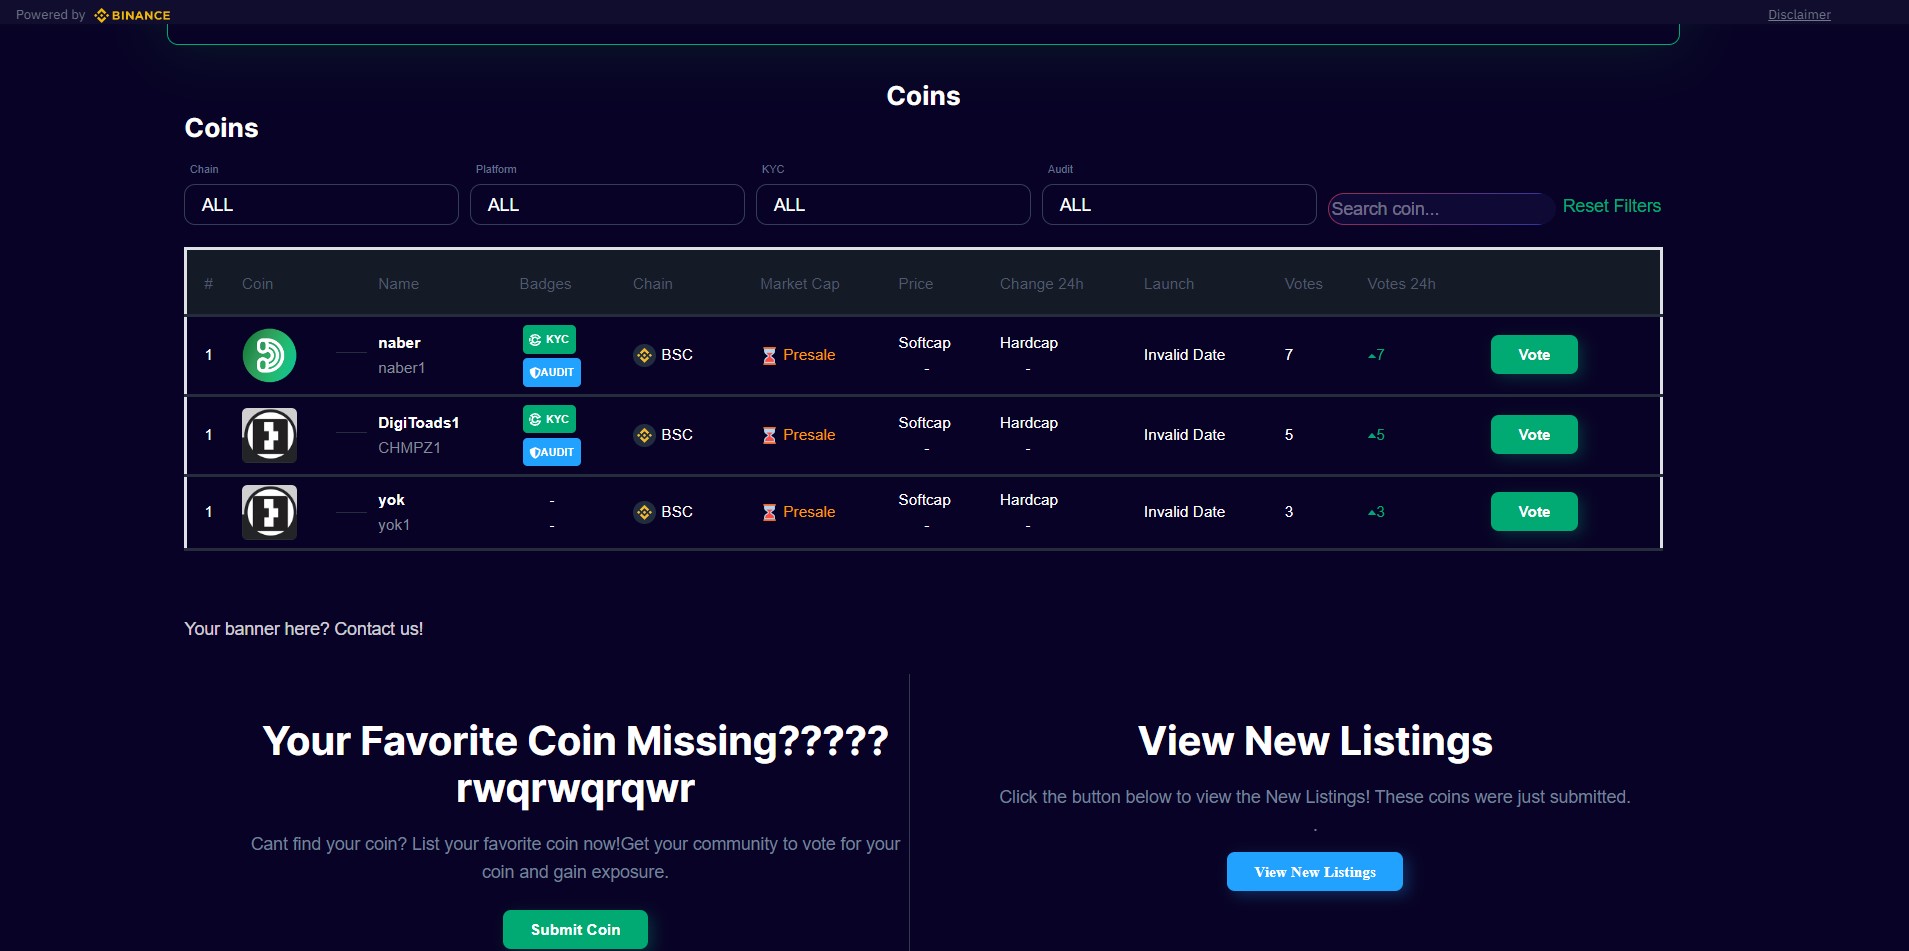 Powered by BINANCE Disclaimer
Coins
Coins
Chain Platform KYC Audit
ALL ALL ALL ALL Search coin... Reset Filters
# Coin Name Badges Chain Market Cap Price Change 24h Launch Votes Votes 24h
naber KYC Softcap Hardcap
1 BSC Presale Invalid Date 7 7 Vote
naber1 AUDIT - -
DigiToads1 KYC Softcap Hardcap
1 BSC Presale Invalid Date 5 5 Vote
CHMPZ1 AUDIT - -
yok - Softcap Hardcap
1 BSC Presale Invalid Date 3 3 Vote
yok1 - - -
Your banner here? Contact us!
Your Favorite Coin Missing?????
rwqrwqrqwr
Cant find your coin? List your favorite coin now!Get your community to vote for your
coin and gain exposure.
Submit Coin
View New Listings
Click the button below to view the New Listings! These coins were just submitted.
.
View New Listings